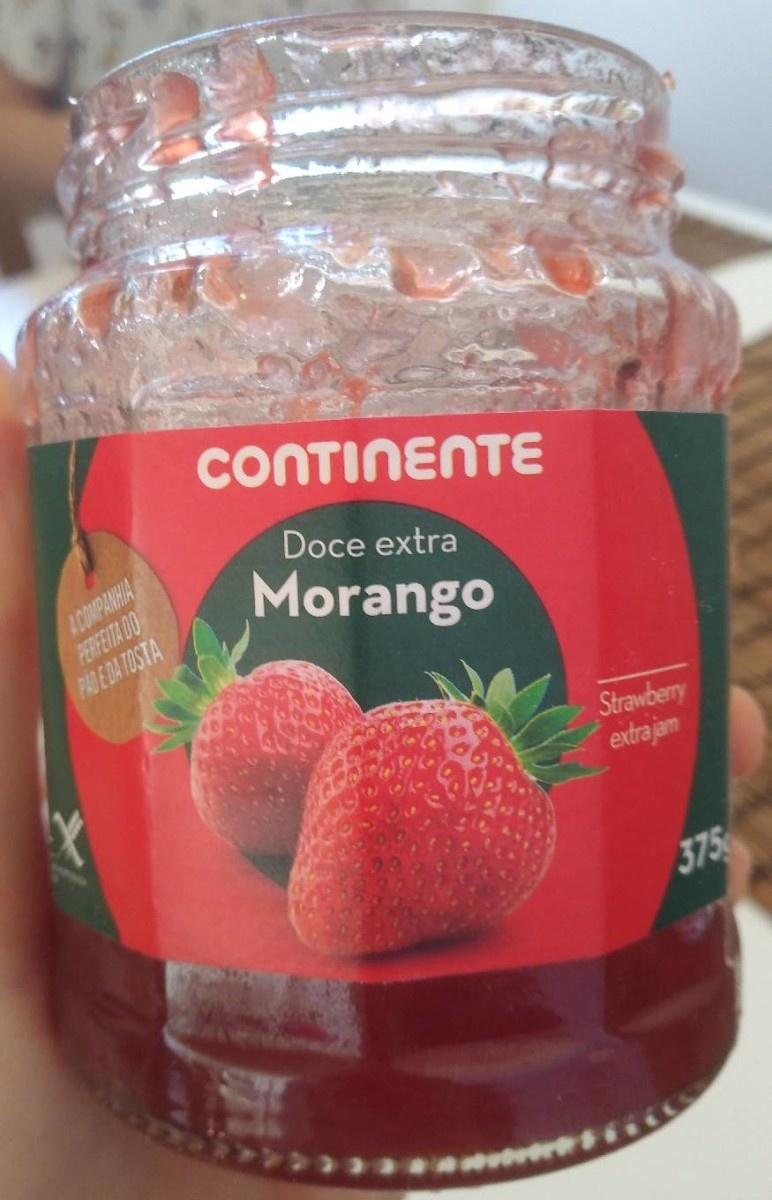 CONTINENTE
Doce extra
Morango
A COMPANHIA
PERFEITA DO
PÃO E DA TOSTA
Strawberry
extra jam
375g